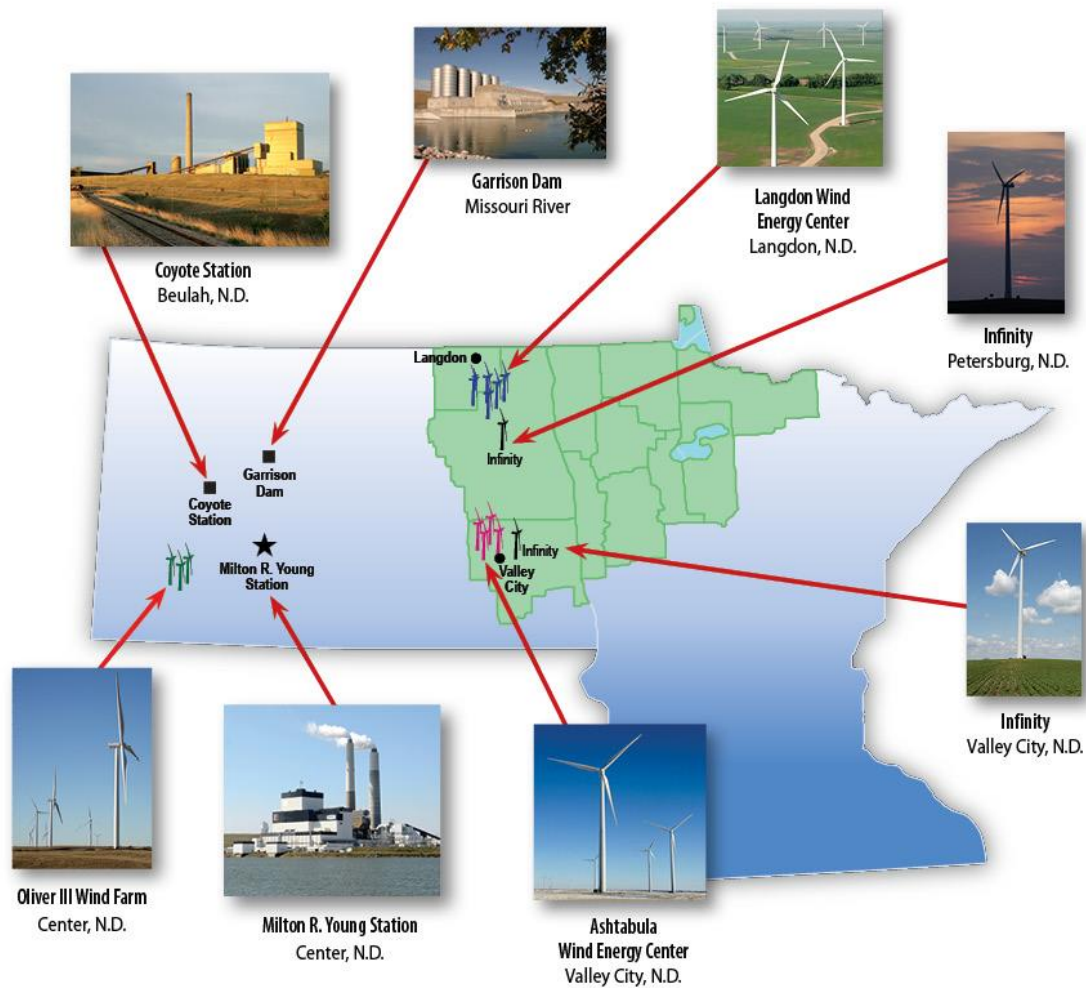 Garrison Dam
Missouri River
Langdon Wind
Energy Center
Langdon, N.D.
Coyote Station
Beulah, N.D.
Infinity
Petersburg, N.D.
Langdon
Infinity
Garrison
Dam
Coyote
Station
Milton R. Young
Station
Infinity
Valley
City
Infinity
Valley City, N.D.
Oliver III Wind Farm
Center, N.D.
Milton R. Young Station
Center, N.D.
Ashtabula
Wind Energy Center
Valley City, N.D.